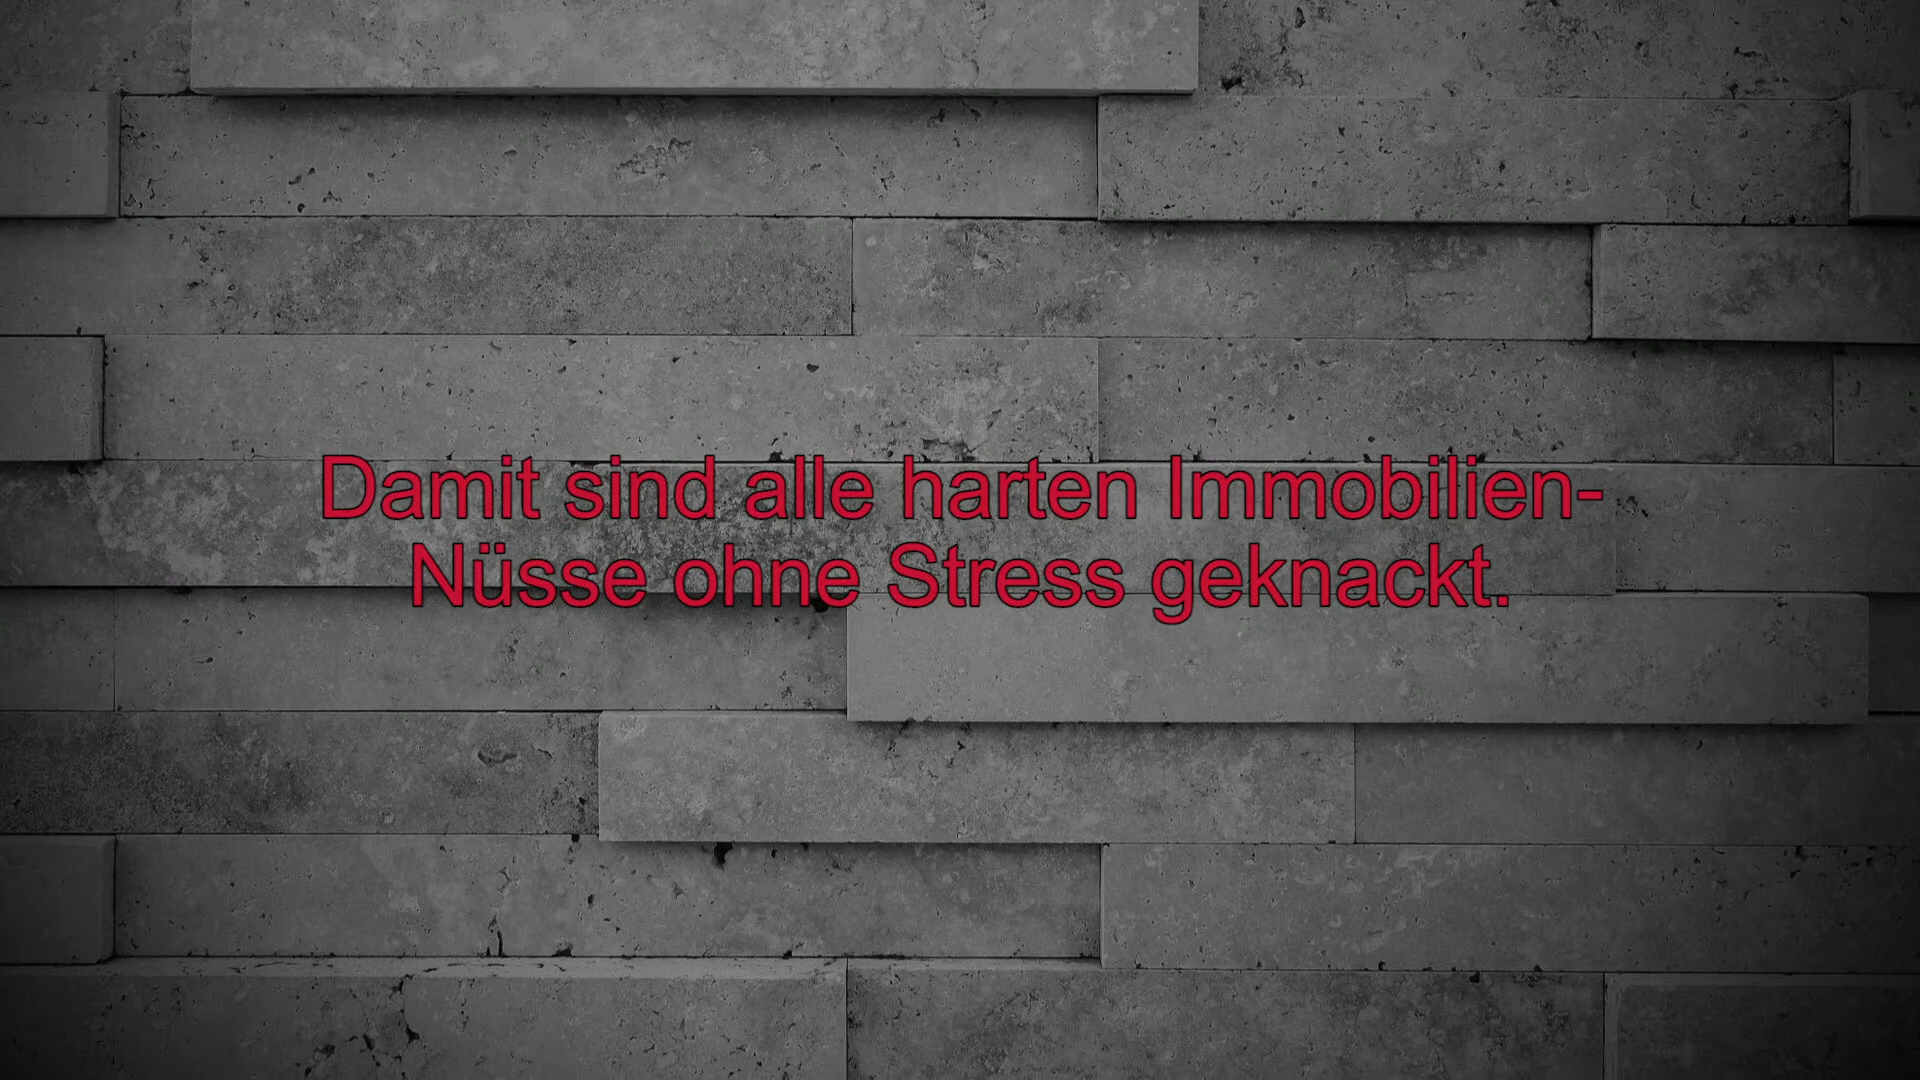 Damit sind alle harten Immobilien-
Nüsse ohne Stress geknackt.